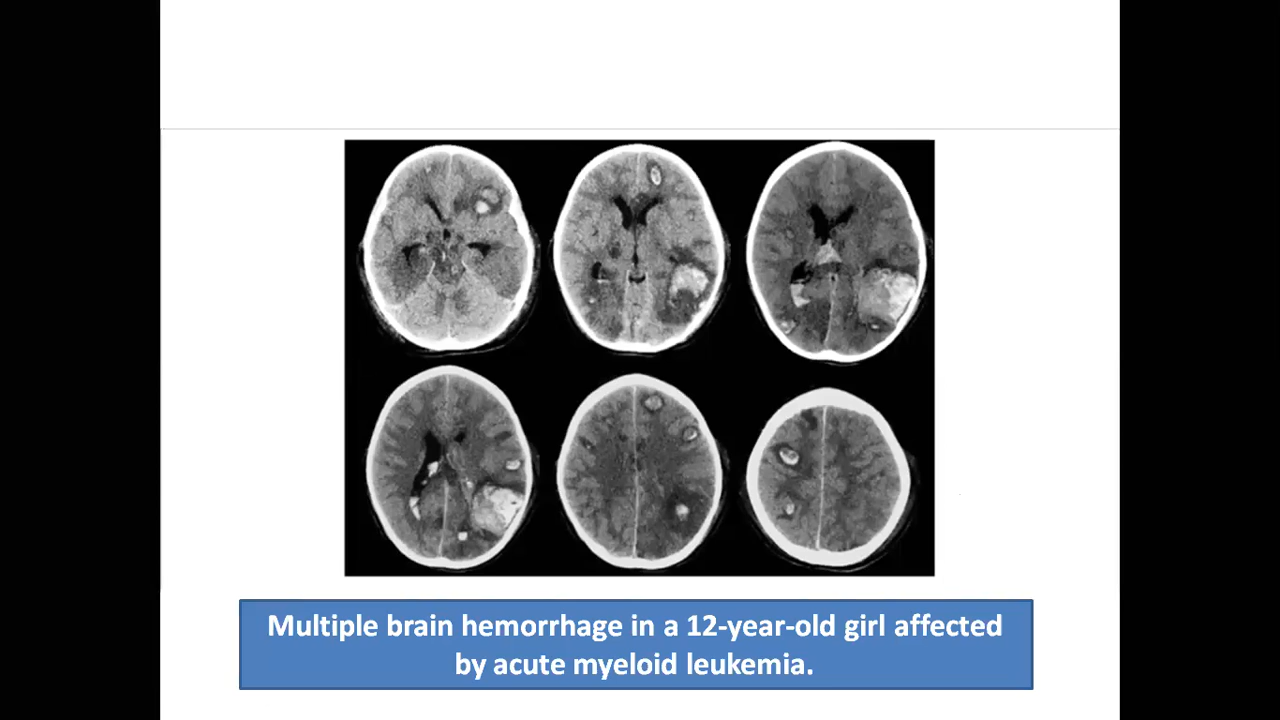 Multiple brain hemorrhage in a 12-year-old girl affected
by acute myeloid leukemia.